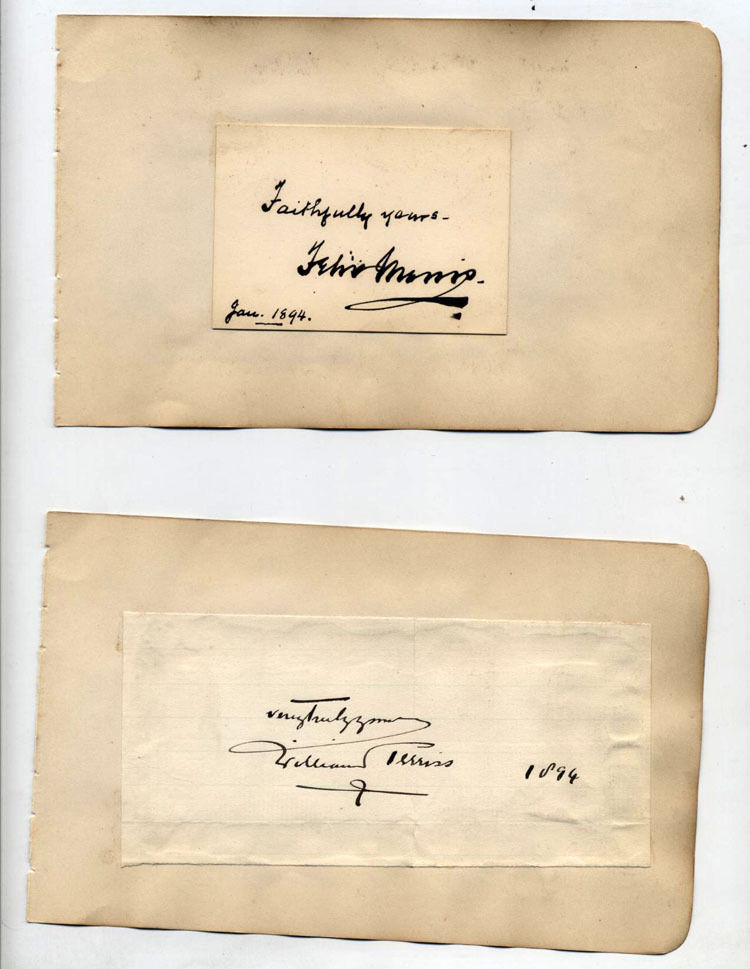 Faithfully yours-
Felix Morris.
Jan. 1894.
very truly yours
William Terriss
1894